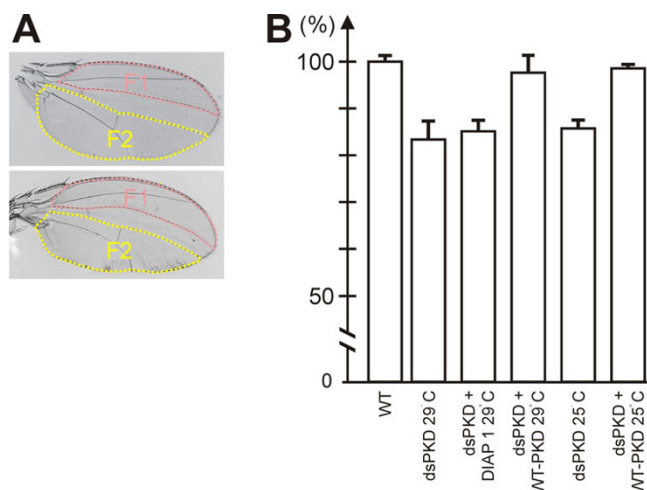 A
F1
F2
F1
F2
B
(%)
100
50
0
WT
dsPKD 29°C
dsPKD +
DIAP 1 29°C
dsPKD +
WT-PKD 29°C
dsPKD 25°C
dsPKD +
WT-PKD 25°C